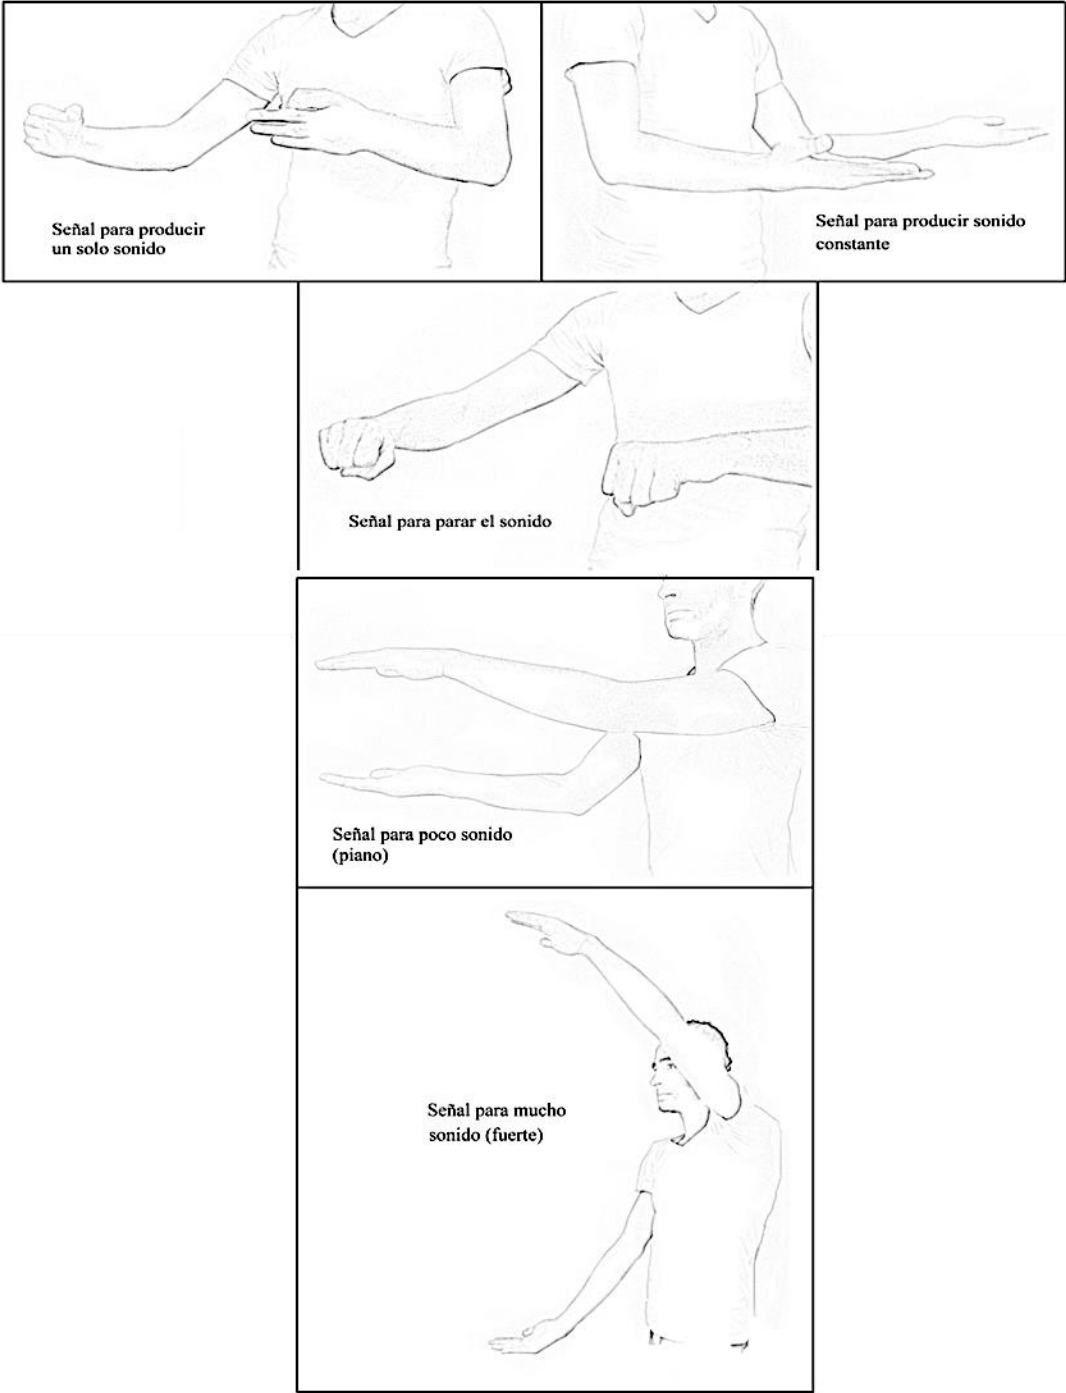 Señal para producir
un solo sonido
Señal para producir sonido
constante
Señal para parar el sonido
Señal para poco sonido
(piano)
Señal para mucho
sonido (fuerte)